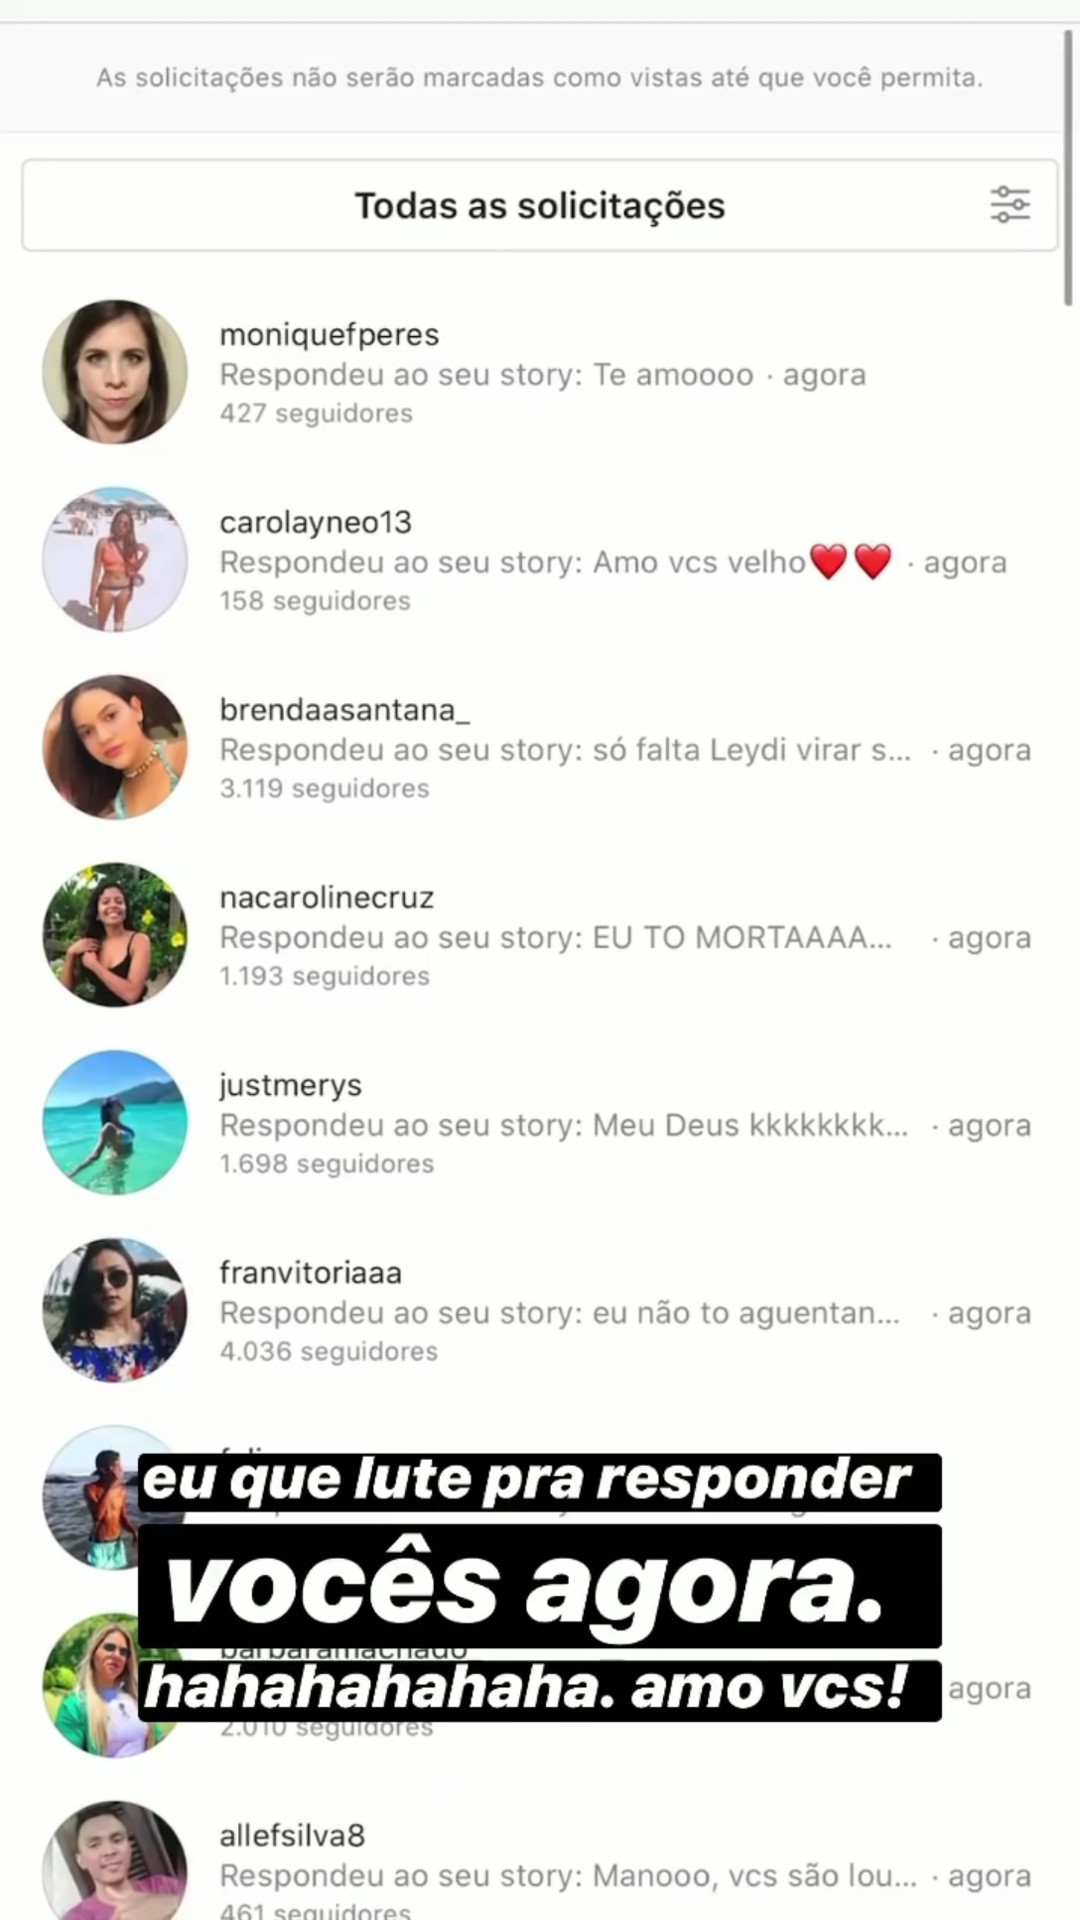 As solicitações não serão marcadas como vistas até que você permita.
Todas as solicitações
moniquefperes
Respondeu ao seu story: Te amoooo · agora
427 seguidores
carolayneo13
Respondeu ao seu story: Amo vcs velho❤️❤️ · agora
158 seguidores
brendaasantana_
Respondeu ao seu story: só falta Leydi virar s... · agora
3.119 seguidores
nacarolinecruz
Respondeu ao seu story: EU TO MORTAAAA... · agora
1.193 seguidores
justmerys
Respondeu ao seu story: Meu Deus kkkkkkkk... · agora
1.698 seguidores
franvitoriaaa
Respondeu ao seu story: eu não to aguentan... · agora
4.036 seguidores
eu que lute pra responder
vocês agora.
hahahahahaha. amo vcs!
agora
2.010 seguidores
allefsilva8
Respondeu ao seu story: Manooo, vcs são lou... · agora
461 seguidores